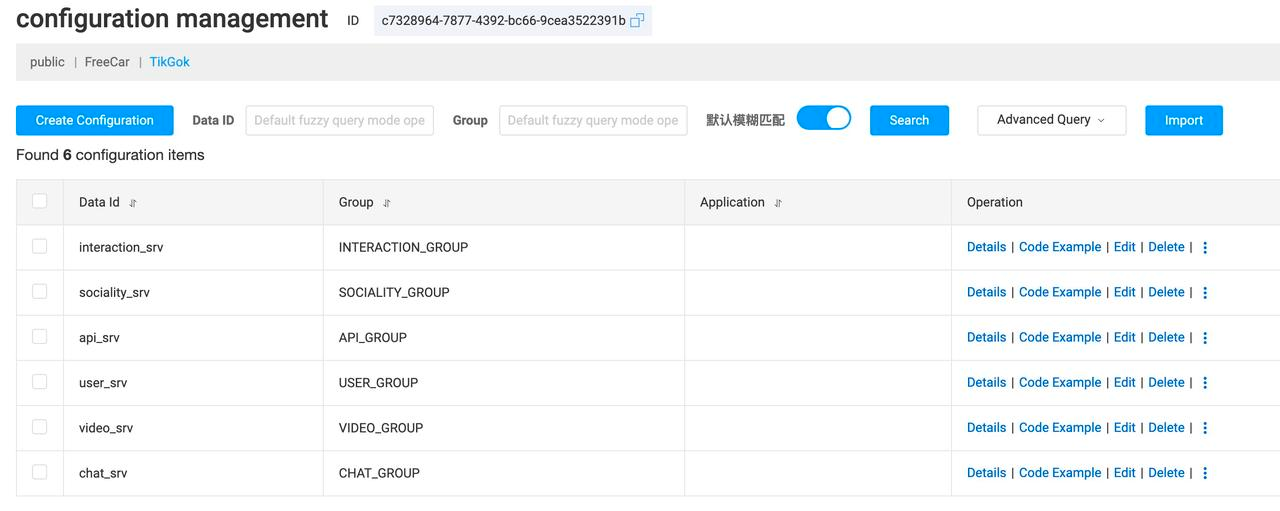 configuration management ID c7328964-7877-4392-bc66-9cea3522391b
public | FreeCar | TikGok
Create Configuration Data ID Default fuzzy query mode ope Group Default fuzzy query mode ope 默认模糊匹配 Search Advanced Query Import
Found 6 configuration items
Data Id Group Application Operation
interaction_srv INTERACTION_GROUP Details | Code Example | Edit | Delete |
sociality_srv SOCIALITY_GROUP Details | Code Example | Edit | Delete |
api_srv API_GROUP Details | Code Example | Edit | Delete |
user_srv USER_GROUP Details | Code Example | Edit | Delete |
video_srv VIDEO_GROUP Details | Code Example | Edit | Delete |
chat_srv CHAT_GROUP Details | Code Example | Edit | Delete |